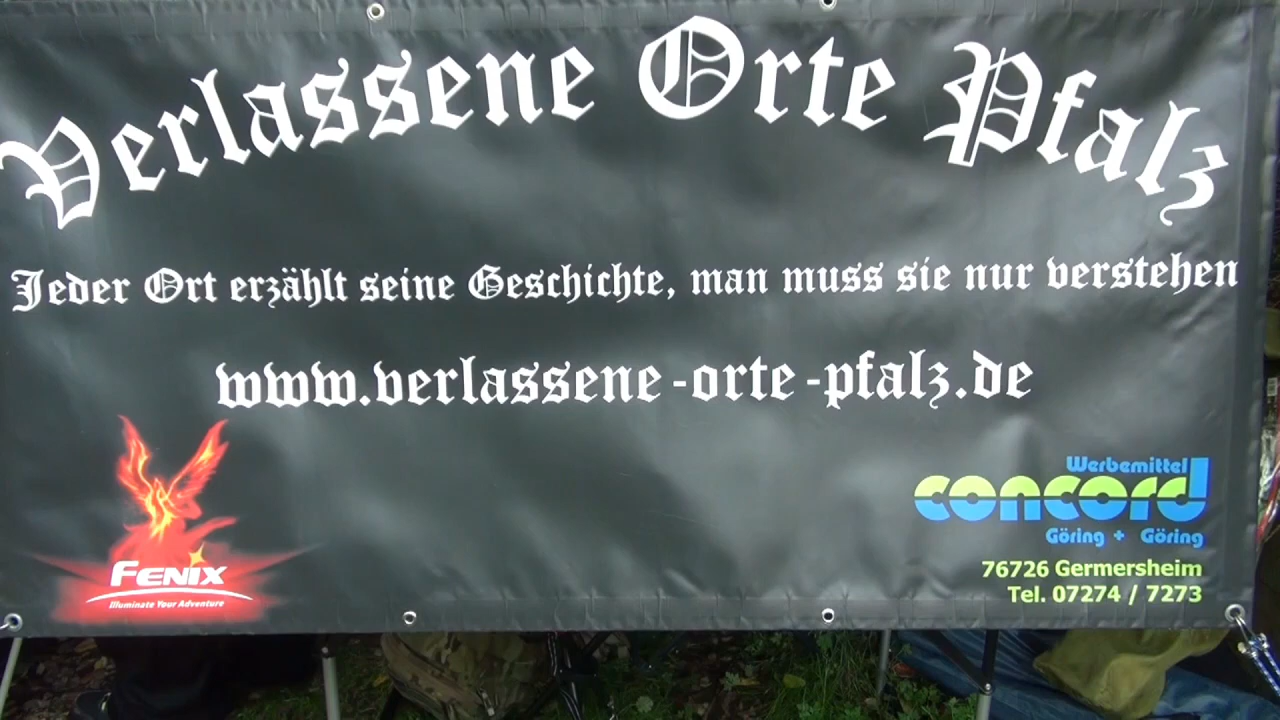 Verlassene Orte Pfalz
Jeder Ort erzählt seine Geschichte, man muss sie nur verstehen
www.verlassene-orte-pfalz.de
FENIX
Illuminate Your Adventure
Werbemittel
concord
Göring + Göring
76726 Germersheim
Tel. 07274 / 7273